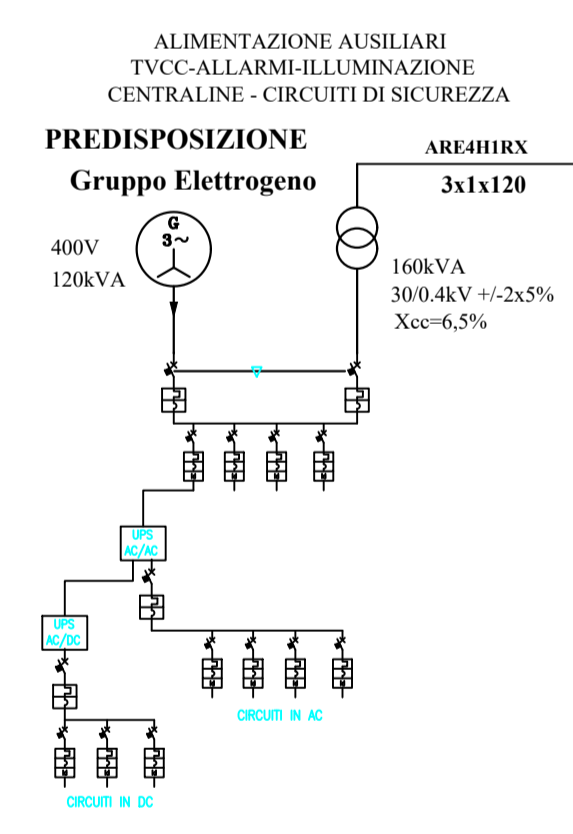 ALIMENTAZIONE AUSILIARI
TVCC-ALLARMI-ILLUMINAZIONE
CENTRALINE - CIRCUITI DI SICUREZZA
PREDISPOSIZIONE
Gruppo Elettrogeno
ARE4H1RX
3x1x120
G
3~
400V
120kVA
160kVA
30/0.4kV +/-2x5%
Xcc=6,5%
UPS
AC/AC
UPS
AC/DC
CIRCUITI IN AC
CIRCUITI IN DC